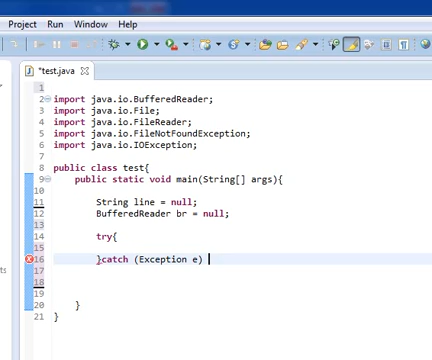 Project Run Window Help
*test.java
1
2 import java.io.BufferedReader;
3 import java.io.File;
4 import java.io.FileReader;
5 import java.io.FileNotFoundException;
6 import java.io.IOException;
7
8 public class test{
9 public static void main(String[] args){
10
11 String line = null;
12 BufferedReader br = null;
13
14 try{
15
16 }catch (Exception e)
17
18
19
20 }
21 }
ts